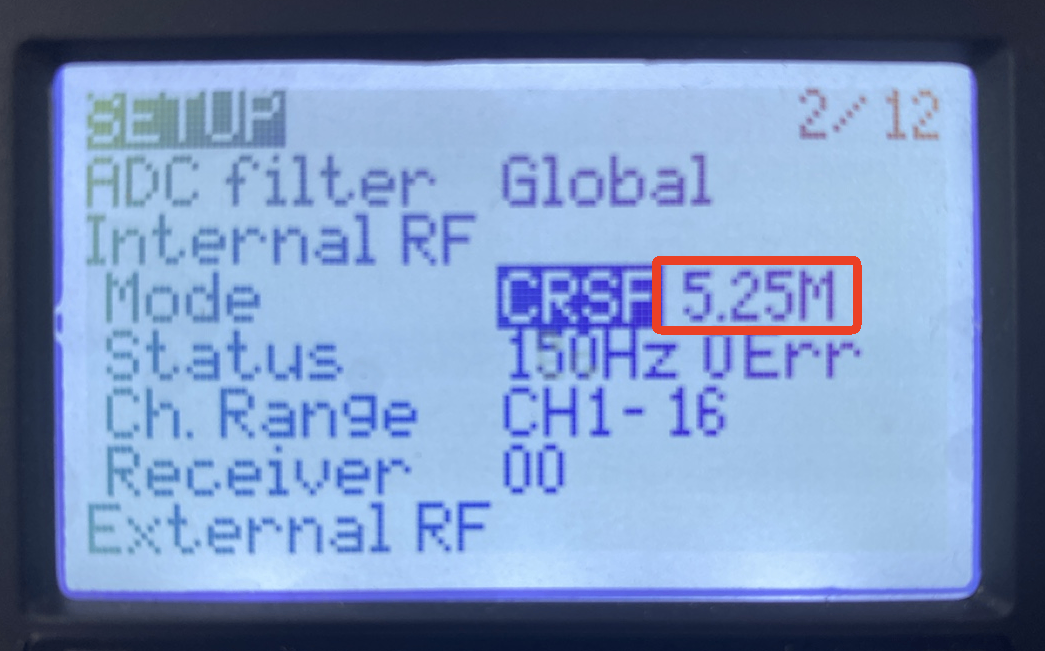 SETUP 2/12
ADC filter Global
Internal RF
Mode CRSF 5.25M
Status 150Hz 0Err
Ch. Range CH1-16
Receiver 00
External RF